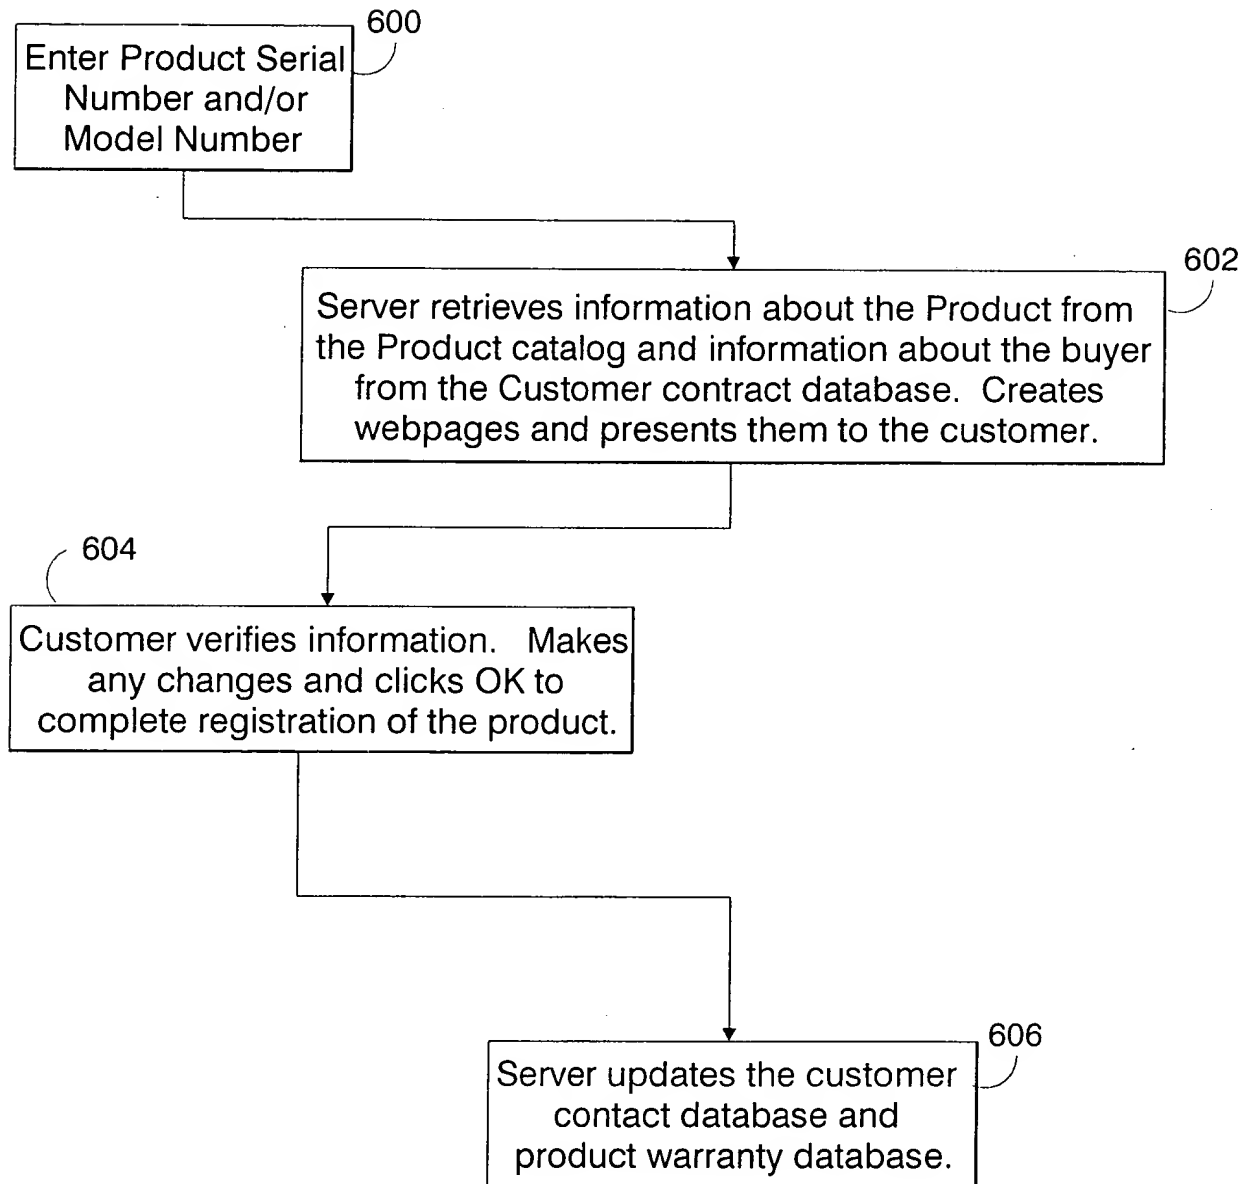 600
Enter Product Serial
Number and/or
Model Number
602
Server retrieves information about the Product from
the Product catalog and information about the buyer
from the Customer contract database. Creates
webpages and presents them to the customer.
604
Customer verifies information. Makes
any changes and clicks OK to
complete registration of the product.
606
Server updates the customer
contact database and
product warranty database.